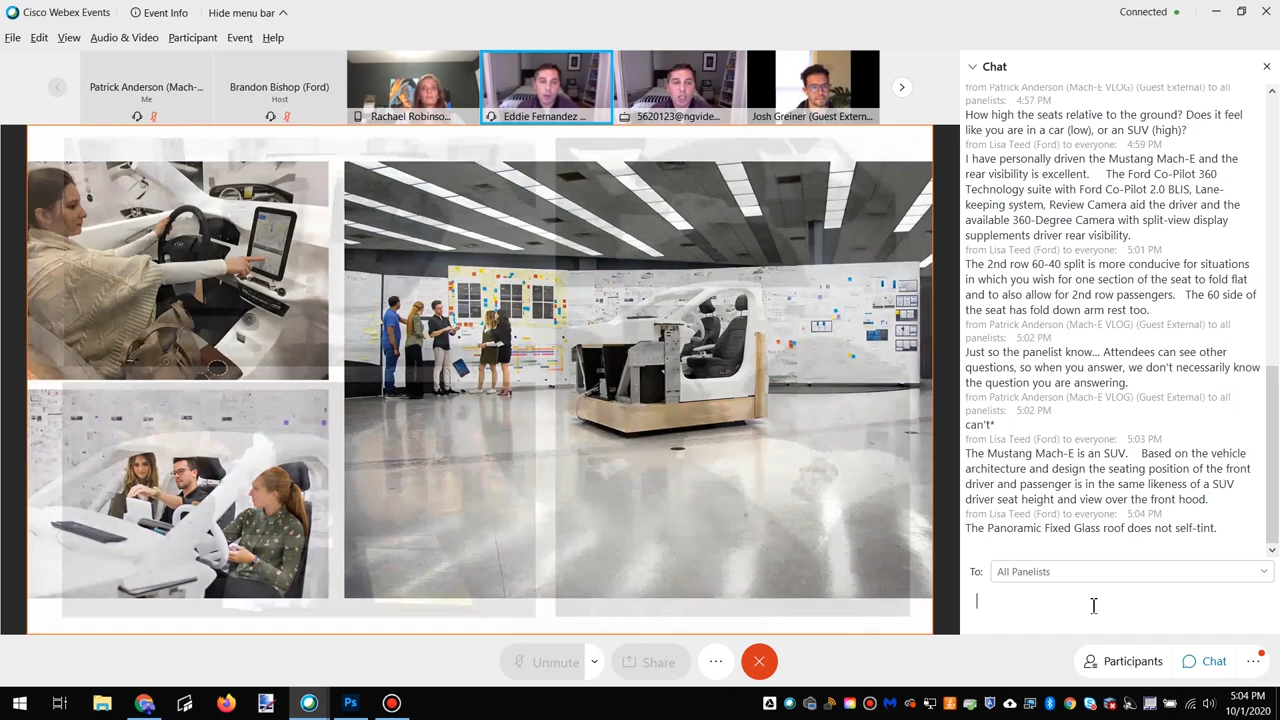 Cisco Webex Events
Event Info
Hide menu bar
Connected
File
Edit
View
Audio & Video
Participant
Event
Help
Patrick Anderson (Mach-...
Me
Brandon Bishop (Ford)
Host
Rachael Robinso...
Eddie Fernandez ...
5620123@ngvide...
Josh Greiner (Guest Extern...
Chat
from Patrick Anderson (Mach-E VLOG) (Guest External) to all
panelists: 4:57 PM
How high the seats relative to the ground? Does it feel
like you are in a car (low), or an SUV (high)?
from Lisa Teed (Ford) to everyone: 4:59 PM
I have personally driven the Mustang Mach-E and the
rear visibility is excellent. The Ford Co-Pilot 360
Technology suite with Ford Co-Pilot 2.0 BLIS, Lane-
keeping system, Review Camera aid the driver and the
available 360-Degree Camera with split-view display
supplements driver rear visibility.
from Lisa Teed (Ford) to everyone: 5:01 PM
The 2nd row 60-40 split is more conducive for situations
in which you wish for one section of the seat to fold flat
and to also allow for 2nd row passengers. The 60 side of
the seat has fold down arm rest too.
from Patrick Anderson (Mach-E VLOG) (Guest External) to all
panelists: 5:02 PM
Just so the panelist know... Attendees can see other
questions, so when you answer, we don't necessarily know
the question you are answering.
from Patrick Anderson (Mach-E VLOG) (Guest External) to all
panelists: 5:02 PM
can't*
from Lisa Teed (Ford) to everyone: 5:03 PM
The Mustang Mach-E is an SUV. Based on the vehicle
architecture and design the seating position of the front
driver and passenger is in the same likeness of a SUV
driver seat height and view over the front hood.
from Lisa Teed (Ford) to everyone: 5:04 PM
The Panoramic Fixed Glass roof does not self-tint.
To: All Panelists
Unmute
Share
Participants
Chat
Ps
5:04 PM
10/1/2020